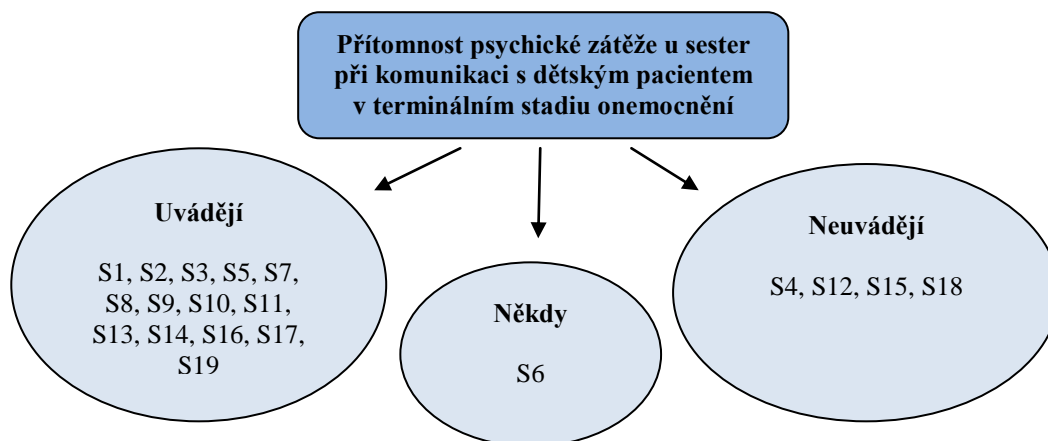 Přítomnost psychické zátěže u sester
při komunikaci s dětským pacientem
v terminálním stadiu onemocnění
Uvádějí
S1, S2, S3, S5, S7,
S8, S9, S10, S11,
S13, S14, S16, S17,
S19
Někdy
S6
Neuvádějí
S4, S12, S15, S18